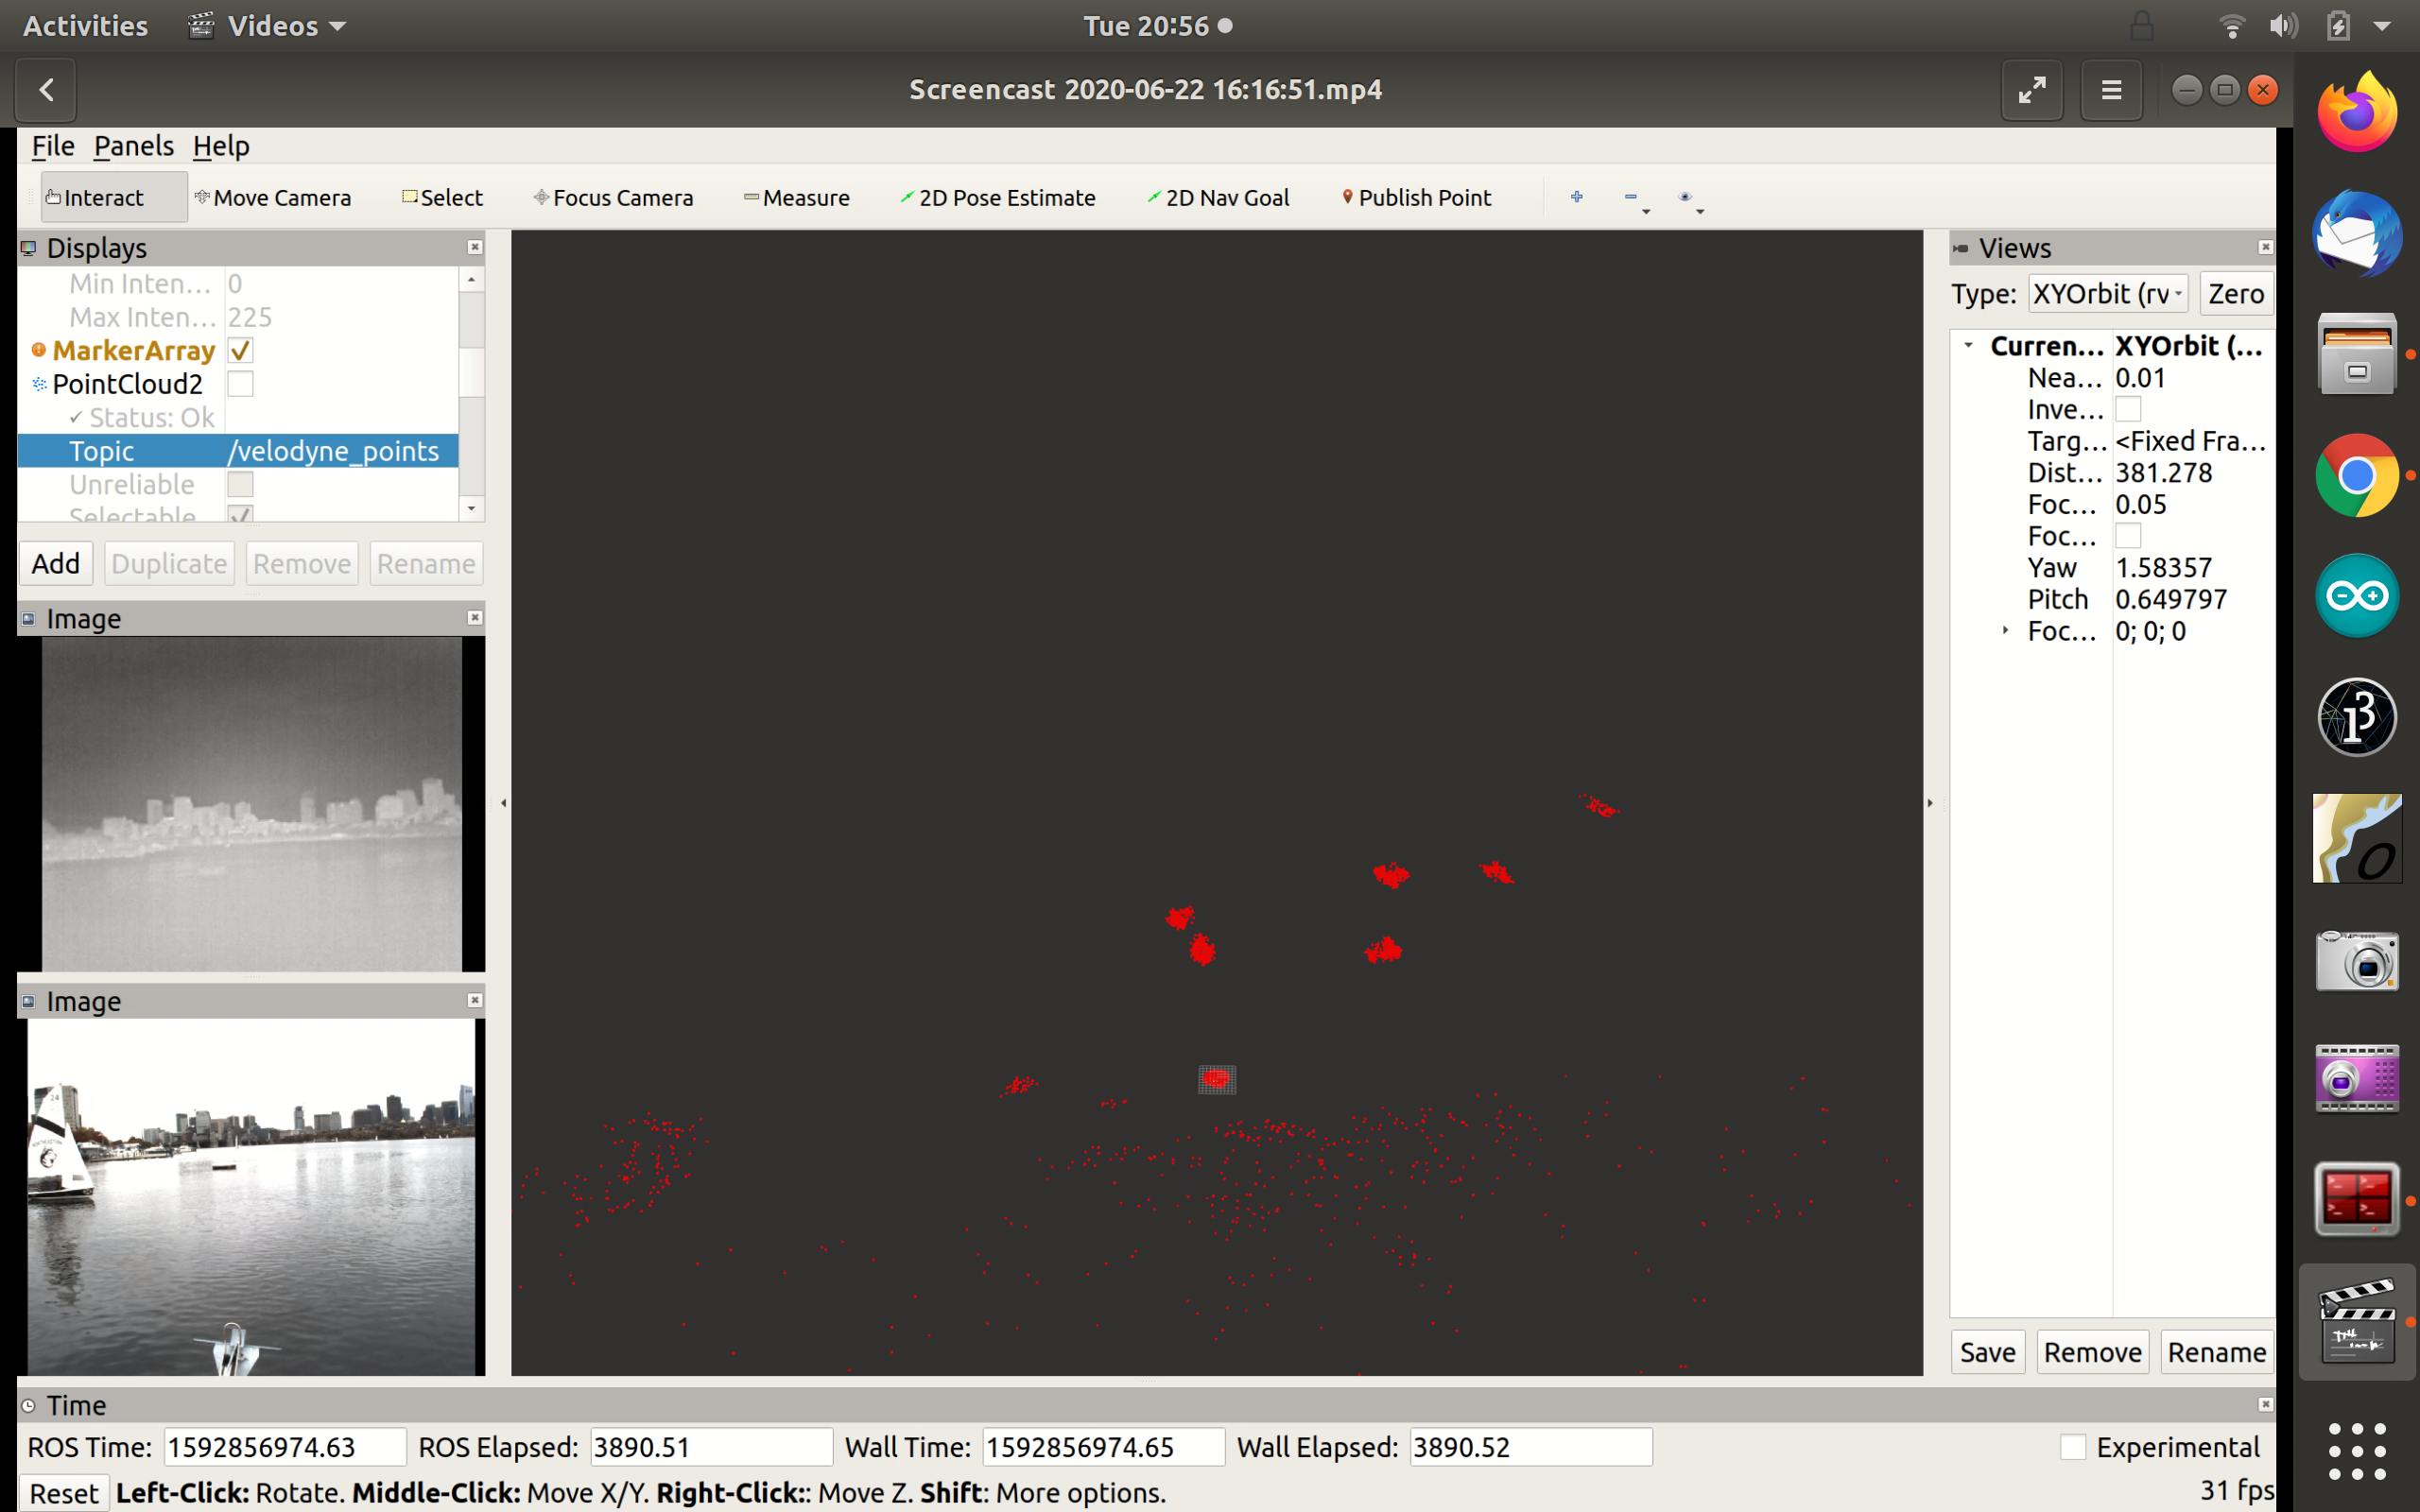 Activities Videos Tue 20:56
Screencast 2020-06-22 16:16:51.mp4
File Panels Help
Interact Move Camera Select Focus Camera Measure 2D Pose Estimate 2D Nav Goal Publish Point
Displays
Min Inten... 0
Max Inten... 225
MarkerArray
PointCloud2
Status: Ok
Topic /velodyne_points
Unreliable
Selectable
Add Duplicate Remove Rename
Image
Image
24
Views
Type: XYOrbit (rv Zero
Curren... XYOrbit (...
Nea... 0.01
Inve...
Targ... <Fixed Fra...
Dist... 381.278
Foc... 0.05
Foc...
Yaw 1.58357
Pitch 0.649797
Foc... 0; 0; 0
Save Remove Rename
Time
ROS Time: 1592856974.63 ROS Elapsed: 3890.51 Wall Time: 1592856974.65 Wall Elapsed: 3890.52 Experimental
Reset Left-Click: Rotate. Middle-Click: Move X/Y. Right-Click:: Move Z. Shift: More options. 31 fps